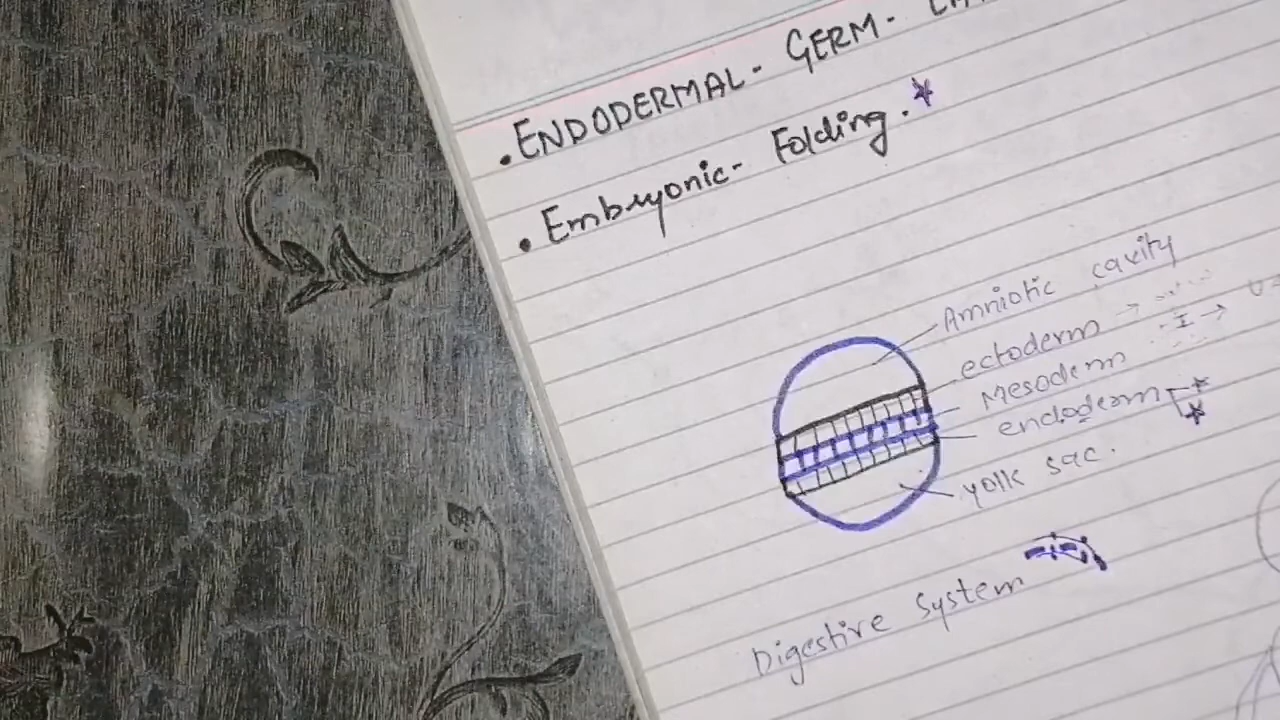 . ENDODERMAL - GERM -
. Embryonic - Folding. *
Amniotic cavity
ectoderm →
Mesoderm I →
endoderm
yolk sac.
Digestive system